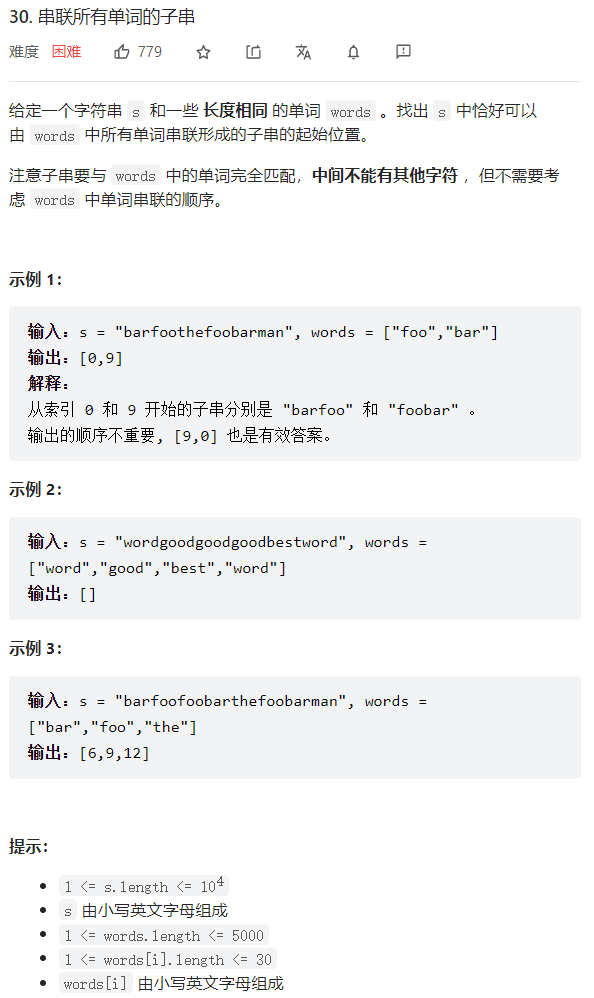 30. 串联所有单词的子串
难度 困难 779
给定一个字符串 s 和一些 长度相同 的单词 words 。找出 s 中恰好可以
由 words 中所有单词串联形成的子串的起始位置。
注意子串要与 words 中的单词完全匹配，中间不能有其他字符 ，但不需要考
虑 words 中单词串联的顺序。
示例 1：
输入：s = "barfoothefoobarman", words = ["foo","bar"]
输出：[0,9]
解释：
从索引 0 和 9 开始的子串分别是 "barfoo" 和 "foobar" 。
输出的顺序不重要, [9,0] 也是有效答案。
示例 2：
输入：s = "wordgoodgoodgoodbestword", words =
["word","good","best","word"]
输出：[]
示例 3：
输入：s = "barfoofoobarthefoobarman", words =
["bar","foo","the"]
输出：[6,9,12]
提示：
• 1 <= s.length <= 10⁴
• s 由小写英文字母组成
• 1 <= words.length <= 5000
• 1 <= words[i].length <= 30
• words[i] 由小写英文字母组成